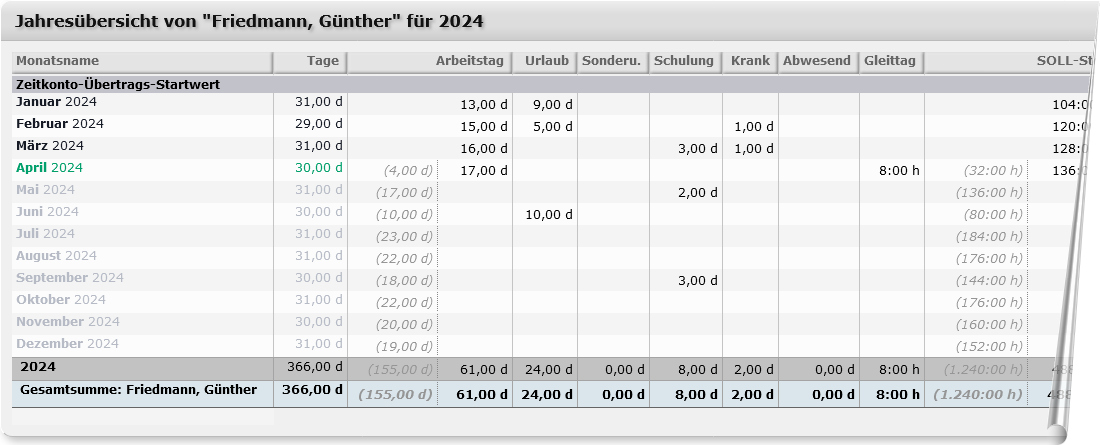 Jahresübersicht von "Friedmann, Günther" für 2024
Monatsname Tage Arbeitstag Urlaub Sonderu. Schulung Krank Abwesend Gleittag SOLL-St
Zeitkonto-Übertrags-Startwert
Januar 2024 31,00 d 13,00 d 9,00 d 104:0
Februar 2024 29,00 d 15,00 d 5,00 d 1,00 d 120:0
März 2024 31,00 d 16,00 d 3,00 d 1,00 d 128:0
April 2024 30,00 d (4,00 d) 17,00 d 8:00 h (32:00 h) 136:
Mai 2024 31,00 d (17,00 d) 2,00 d (136:00 h)
Juni 2024 30,00 d (10,00 d) 10,00 d (80:00 h)
Juli 2024 31,00 d (23,00 d) (184:00 h)
August 2024 31,00 d (22,00 d) (176:00 h)
September 2024 30,00 d (18,00 d) 3,00 d (144:00 h)
Oktober 2024 31,00 d (22,00 d) (176:00 h)
November 2024 30,00 d (20,00 d) (160:00 h)
Dezember 2024 31,00 d (19,00 d) (152:00 h)
2024 366,00 d (155,00 d) 61,00 d 24,00 d 0,00 d 8,00 d 2,00 d 0,00 d 8:00 h (1.240:00 h) 488
Gesamtsumme: Friedmann, Günther 366,00 d (155,00 d) 61,00 d 24,00 d 0,00 d 8,00 d 2,00 d 0,00 d 8:00 h (1.240:00 h) 488